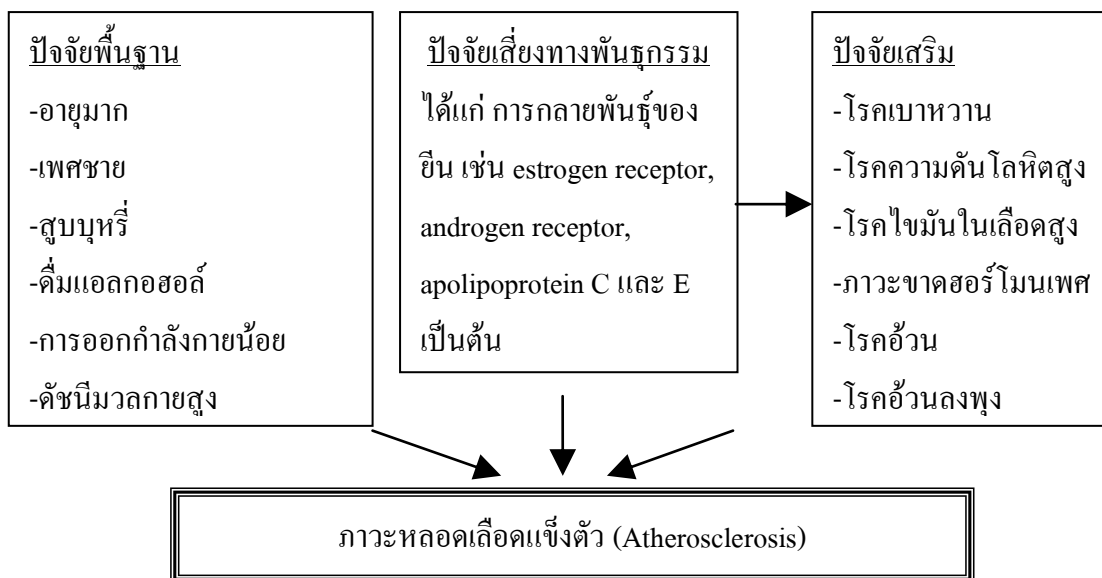 ปัจจัยพื้นฐาน
-อายุมาก
-เพศชาย
-สูบบุหรี่
-ดื่มแอลกอฮอล์
-การออกกำลังกายน้อย
-ดัชนีมวลกายสูง
ปัจจัยเสี่ยงทางพันธุกรรม
ได้แก่ การกลายพันธุ์ของ
ยีน เช่น estrogen receptor,
androgen receptor,
apolipoprotein C และ E
เป็นต้น
ปัจจัยเสริม
-โรคเบาหวาน
-โรคความดันโลหิตสูง
-โรคไขมันในเลือดสูง
-ภาวะขาดฮอร์โมนเพศ
-โรคอ้วน
-โรคอ้วนลงพุง
ภาวะหลอดเลือดแข็งตัว (Atherosclerosis)